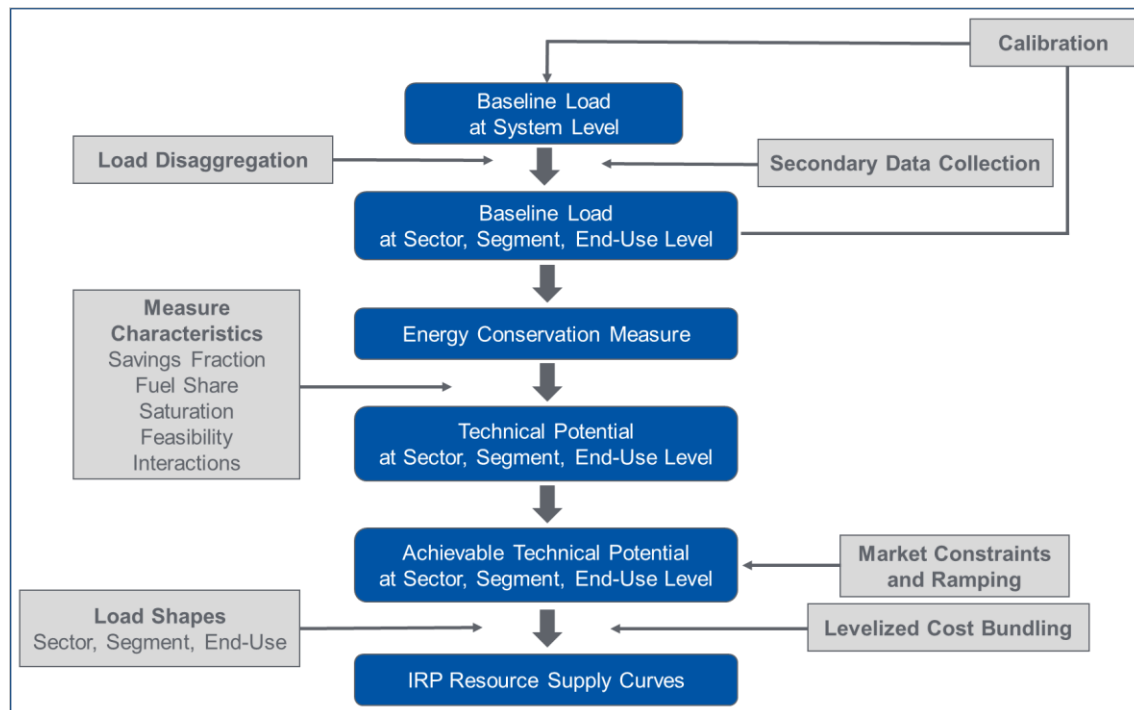 Calibration
Baseline Load
at System Level
Load Disaggregation
Secondary Data Collection
Baseline Load
at Sector, Segment, End-Use Level
Measure
Characteristics
Savings Fraction
Fuel Share
Saturation
Feasibility
Interactions
Energy Conservation Measure
Technical Potential
at Sector, Segment, End-Use Level
Achievable Technical Potential
at Sector, Segment, End-Use Level
Market Constraints
and Ramping
Load Shapes
Sector, Segment, End-Use
Levelized Cost Bundling
IRP Resource Supply Curves